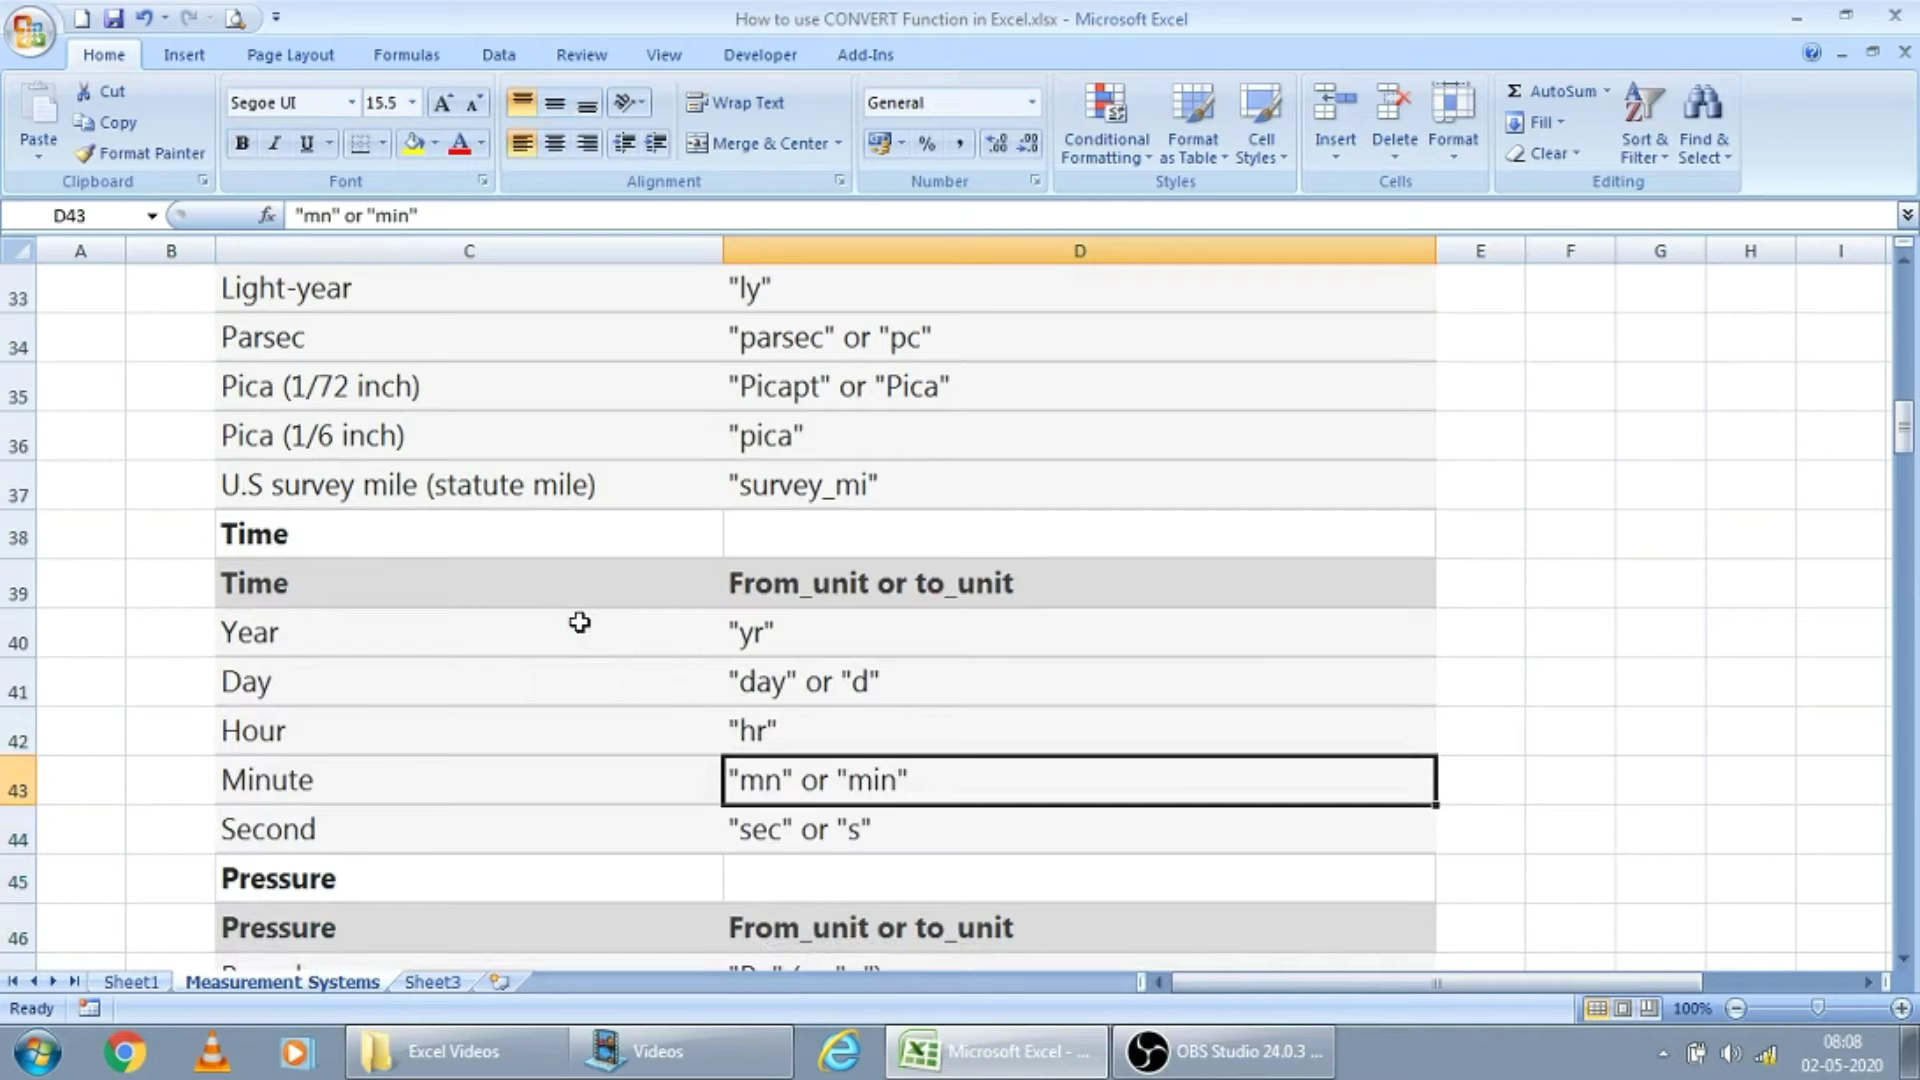 How to use CONVERT Function in Excel.xlsx - Microsoft Excel
Home Insert Page Layout Formulas Data Review View Developer Add-Ins
Paste
Cut
Copy
Format Painter
Clipboard
Segoe UI 15.5
B I U
Font
Wrap Text
Merge & Center
Alignment
General
% ,
Number
Conditional Formatting
Format as Table
Cell Styles
Styles
Insert Delete Format
Cells
AutoSum
Fill
Clear
Sort & Filter
Find & Select
Editing
D43 fx "mn" or "min"
A B C D E F G H I
33 Light-year "ly"
34 Parsec "parsec" or "pc"
35 Pica (1/72 inch) "Picapt" or "Pica"
36 Pica (1/6 inch) "pica"
37 U.S survey mile (statute mile) "survey_mi"
38 Time
39 Time From_unit or to_unit
40 Year "yr"
41 Day "day" or "d"
42 Hour "hr"
43 Minute "mn" or "min"
44 Second "sec" or "s"
45 Pressure
46 Pressure From_unit or to_unit
Sheet1 Measurement Systems Sheet3
Ready 100%
Excel Videos Videos Microsoft Excel - ... OBS Studio 24.0.3 ... 08:08
02-05-2020